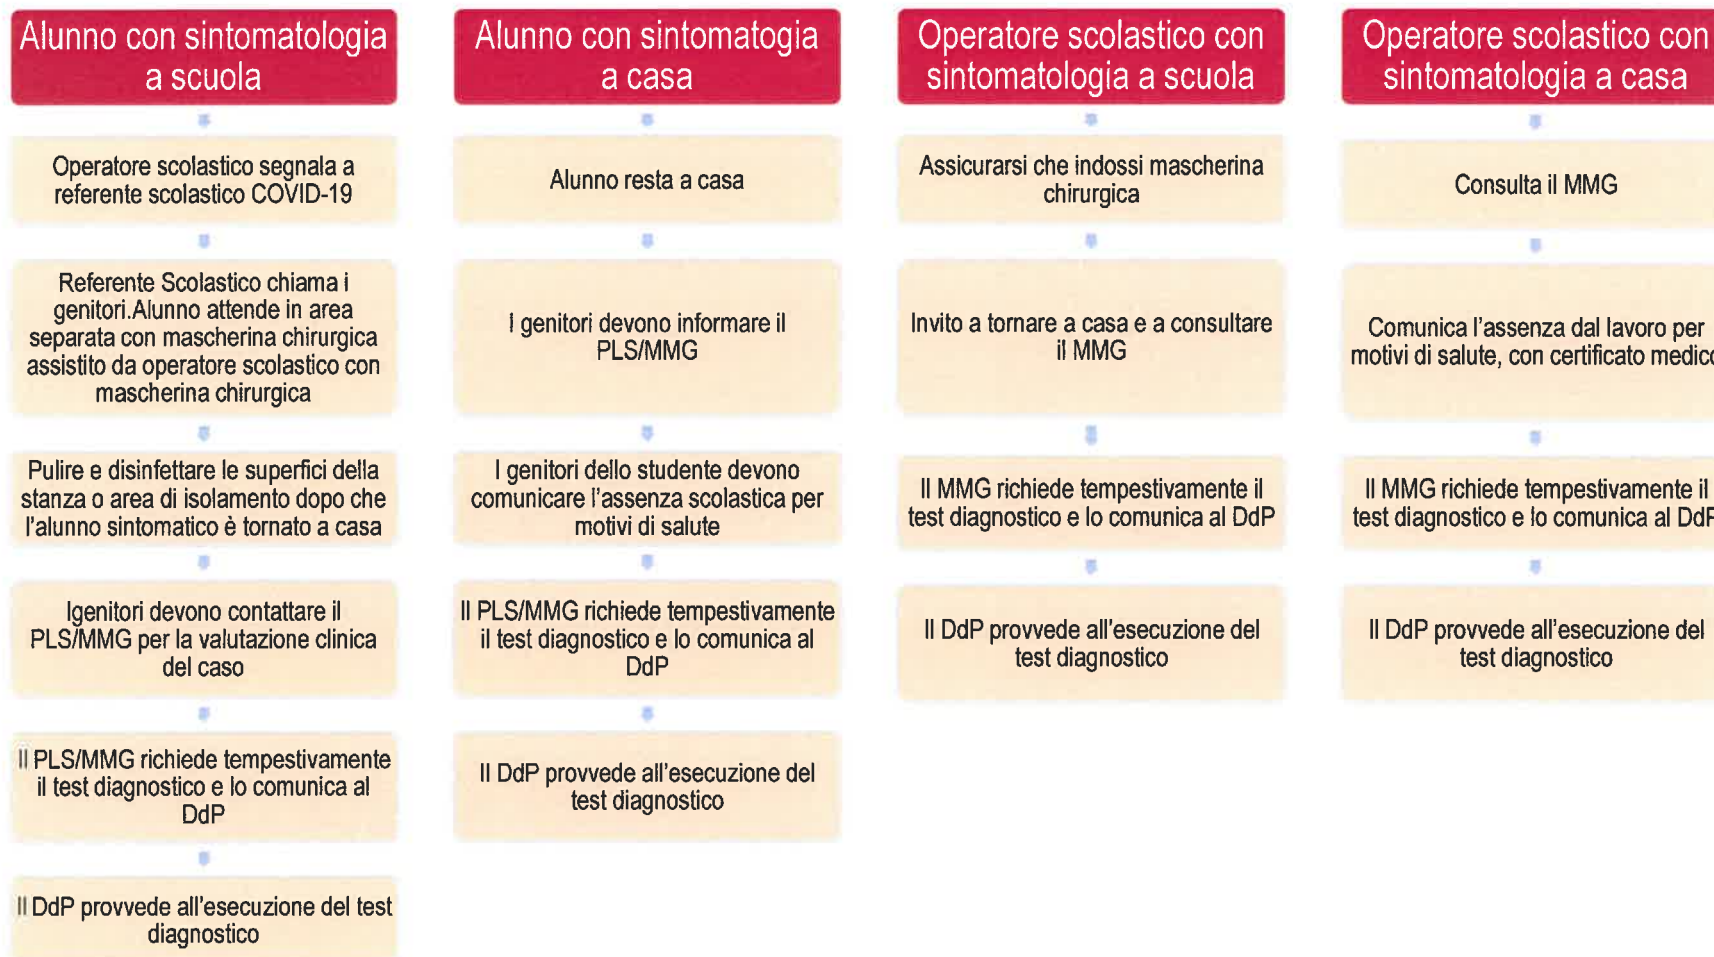 Alunno con sintomatologia
a scuola
Operatore scolastico segnala a
referente scolastico COVID-19
Referente Scolastico chiama i
genitori.Alunno attende in area
separata con mascherina chirurgica
assistito da operatore scolastico con
mascherina chirurgica
Pulire e disinfettare le superfici della
stanza o area di isolamento dopo che
l'alunno sintomatico è tornato a casa
Igenitori devono contattare il
PLS/MMG per la valutazione clinica
del caso
Il PLS/MMG richiede tempestivamente
il test diagnostico e lo comunica al
DdP
Il DdP provvede all'esecuzione del test
diagnostico
Alunno con sintomatogia
a casa
Alunno resta a casa
I genitori devono informare il
PLS/MMG
I genitori dello studente devono
comunicare l'assenza scolastica per
motivi di salute
Il PLS/MMG richiede tempestivamente
il test diagnostico e lo comunica al
DdP
Il DdP provvede all'esecuzione del
test diagnostico
Operatore scolastico con
sintomatologia a scuola
Assicurarsi che indossi mascherina
chirurgica
Invito a tornare a casa e a consultare
il MMG
Il MMG richiede tempestivamente il
test diagnostico e lo comunica al DdP
Il DdP provvede all'esecuzione del
test diagnostico
Operatore scolastico con
sintomatologia a casa
Consulta il MMG
Comunica l'assenza dal lavoro per
motivi di salute, con certificato medico
Il MMG richiede tempestivamente il
test diagnostico e lo comunica al DdP
Il DdP provvede all'esecuzione del
test diagnostico